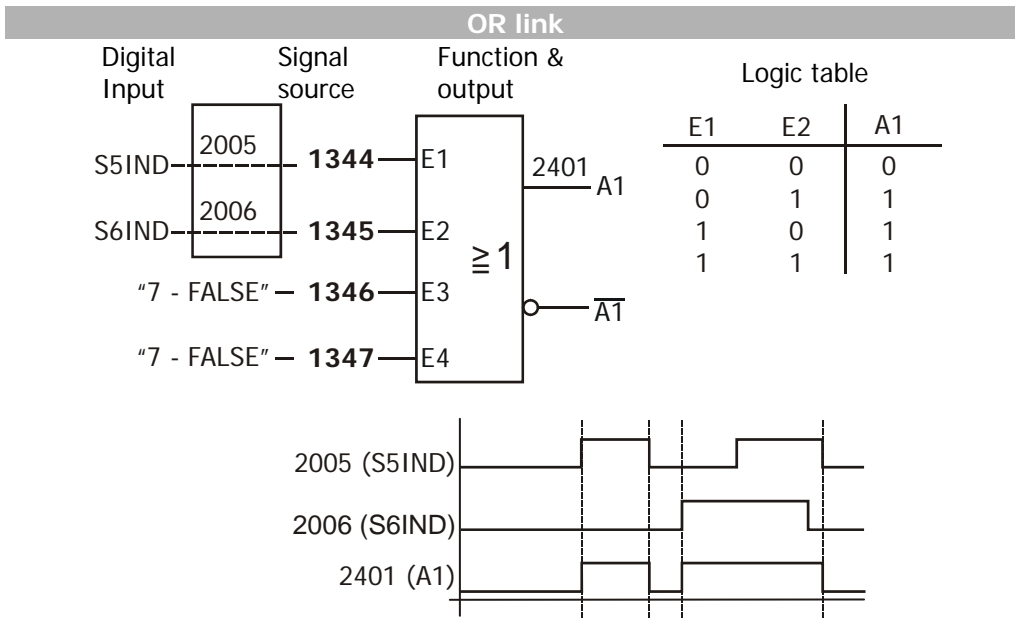 OR link
Digital Input
Signal source
Function & output
Logic table
E1 E2 A1
0 0 0
0 1 1
1 0 1
1 1 1
S5IND 2005 1344 E1
S6IND 2006 1345 E2
"7 - FALSE" 1346 E3
"7 - FALSE" 1347 E4
≧1
2401 A1
A̅1̅
2005 (S5IND)
2006 (S6IND)
2401 (A1)